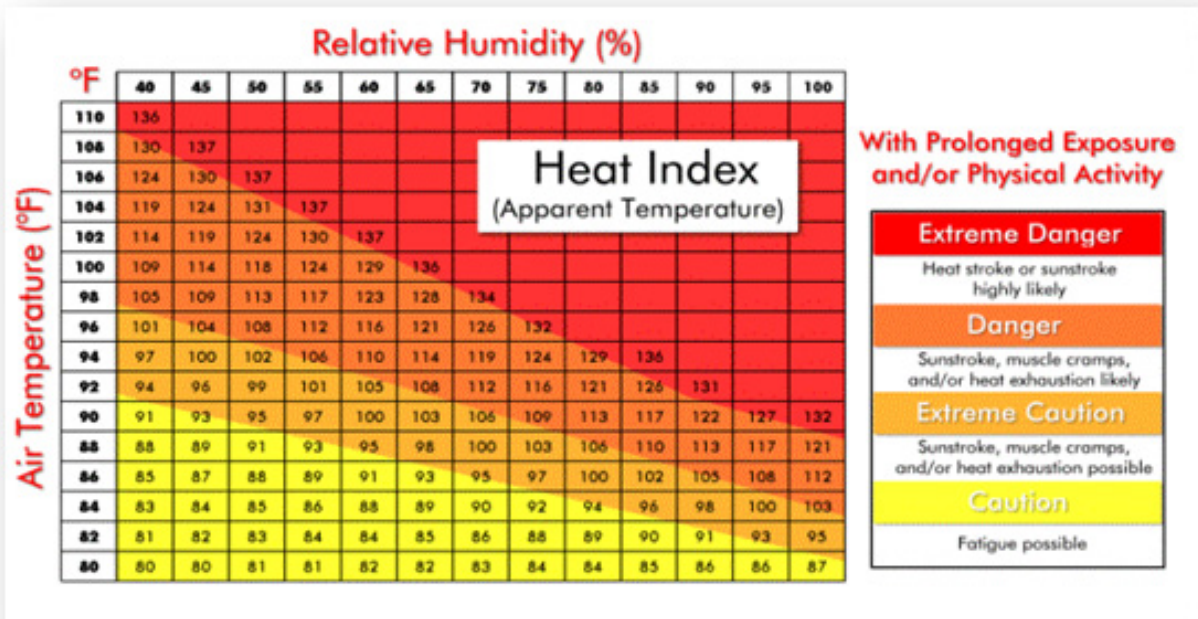 Relative Humidity (%)
°F 40 45 50 55 60 65 70 75 80 85 90 95 100
110 136
108 130 137
106 124 130 137
104 119 124 131 137
102 114 119 124 130 137
100 109 114 118 124 129 136
98 105 109 113 117 123 128 134
96 101 104 108 112 116 121 126 132
94 97 100 102 106 110 114 119 124 129 136
92 94 96 99 101 105 108 112 116 121 126 131
90 91 93 95 97 100 103 106 109 113 117 122 127 132
88 88 89 91 93 95 98 100 103 106 110 113 117 121
86 85 87 88 89 91 93 95 97 100 102 105 108 112
84 83 84 85 86 88 89 90 92 94 96 98 100 103
82 81 82 83 84 84 85 86 88 89 90 91 93 95
80 80 80 81 81 82 82 83 84 84 85 86 86 87
Air Temperature (°F)
Heat Index
(Apparent Temperature)
With Prolonged Exposure
and/or Physical Activity
Extreme Danger
Heat stroke or sunstroke
highly likely
Danger
Sunstroke, muscle cramps,
and/or heat exhaustion likely
Extreme Caution
Sunstroke, muscle cramps,
and/or heat exhaustion possible
Caution
Fatigue possible